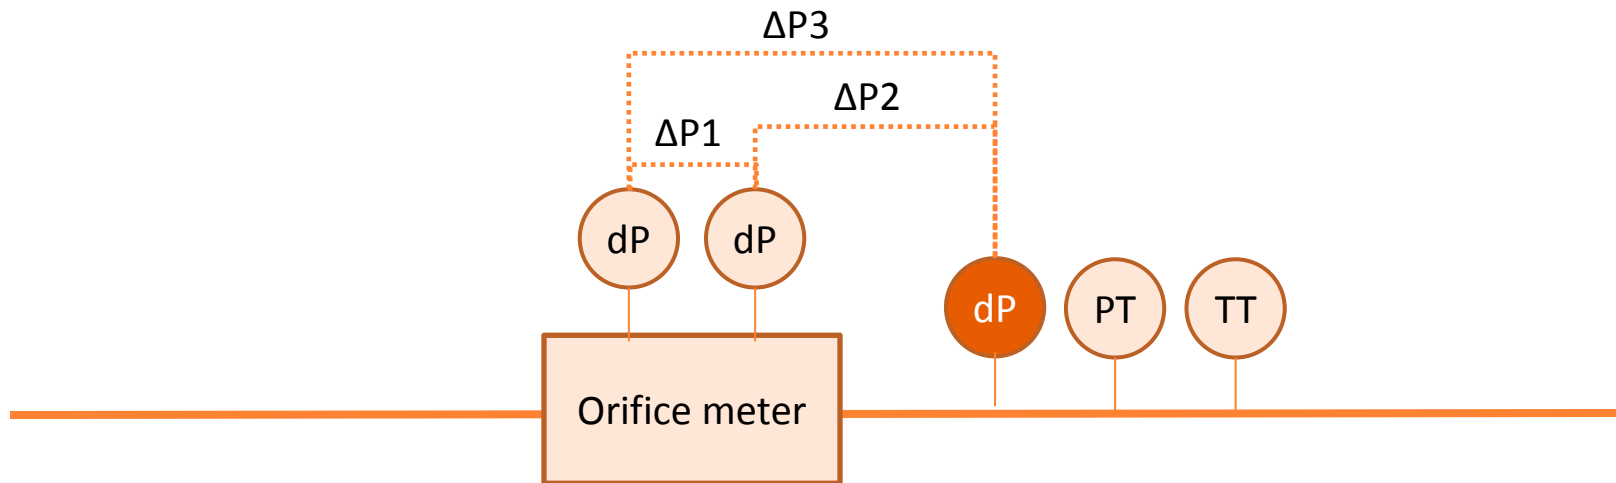 ΔP3
ΔP2
ΔP1
dP dP
dP PT TT
Orifice meter